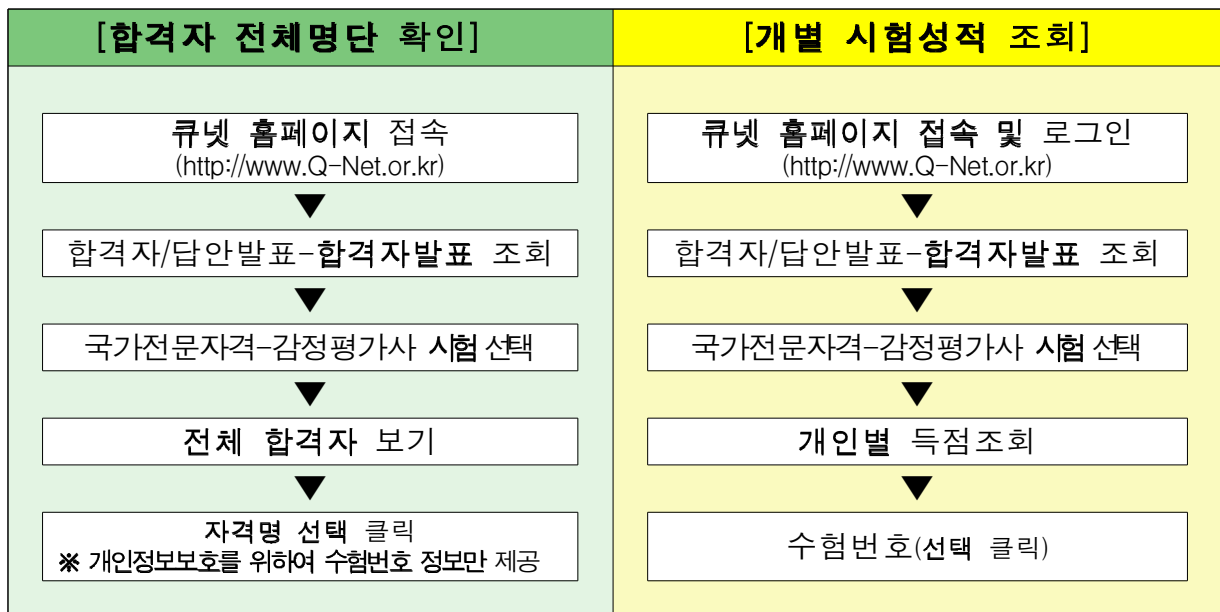 [합격자 전체명단 확인]
큐넷 홈페이지 접속
(http://www.Q-Net.or.kr)
▼
합격자/답안발표-합격자발표 조회
▼
국가전문자격-감정평가사 시험 선택
▼
전체 합격자 보기
▼
자격명 선택 클릭
※ 개인정보보호를 위하여 수험번호 정보만 제공
[개별 시험성적 조회]
큐넷 홈페이지 접속 및 로그인
(http://www.Q-Net.or.kr)
▼
합격자/답안발표-합격자발표 조회
▼
국가전문자격-감정평가사 시험 선택
▼
개인별 득점조회
▼
수험번호(선택 클릭)